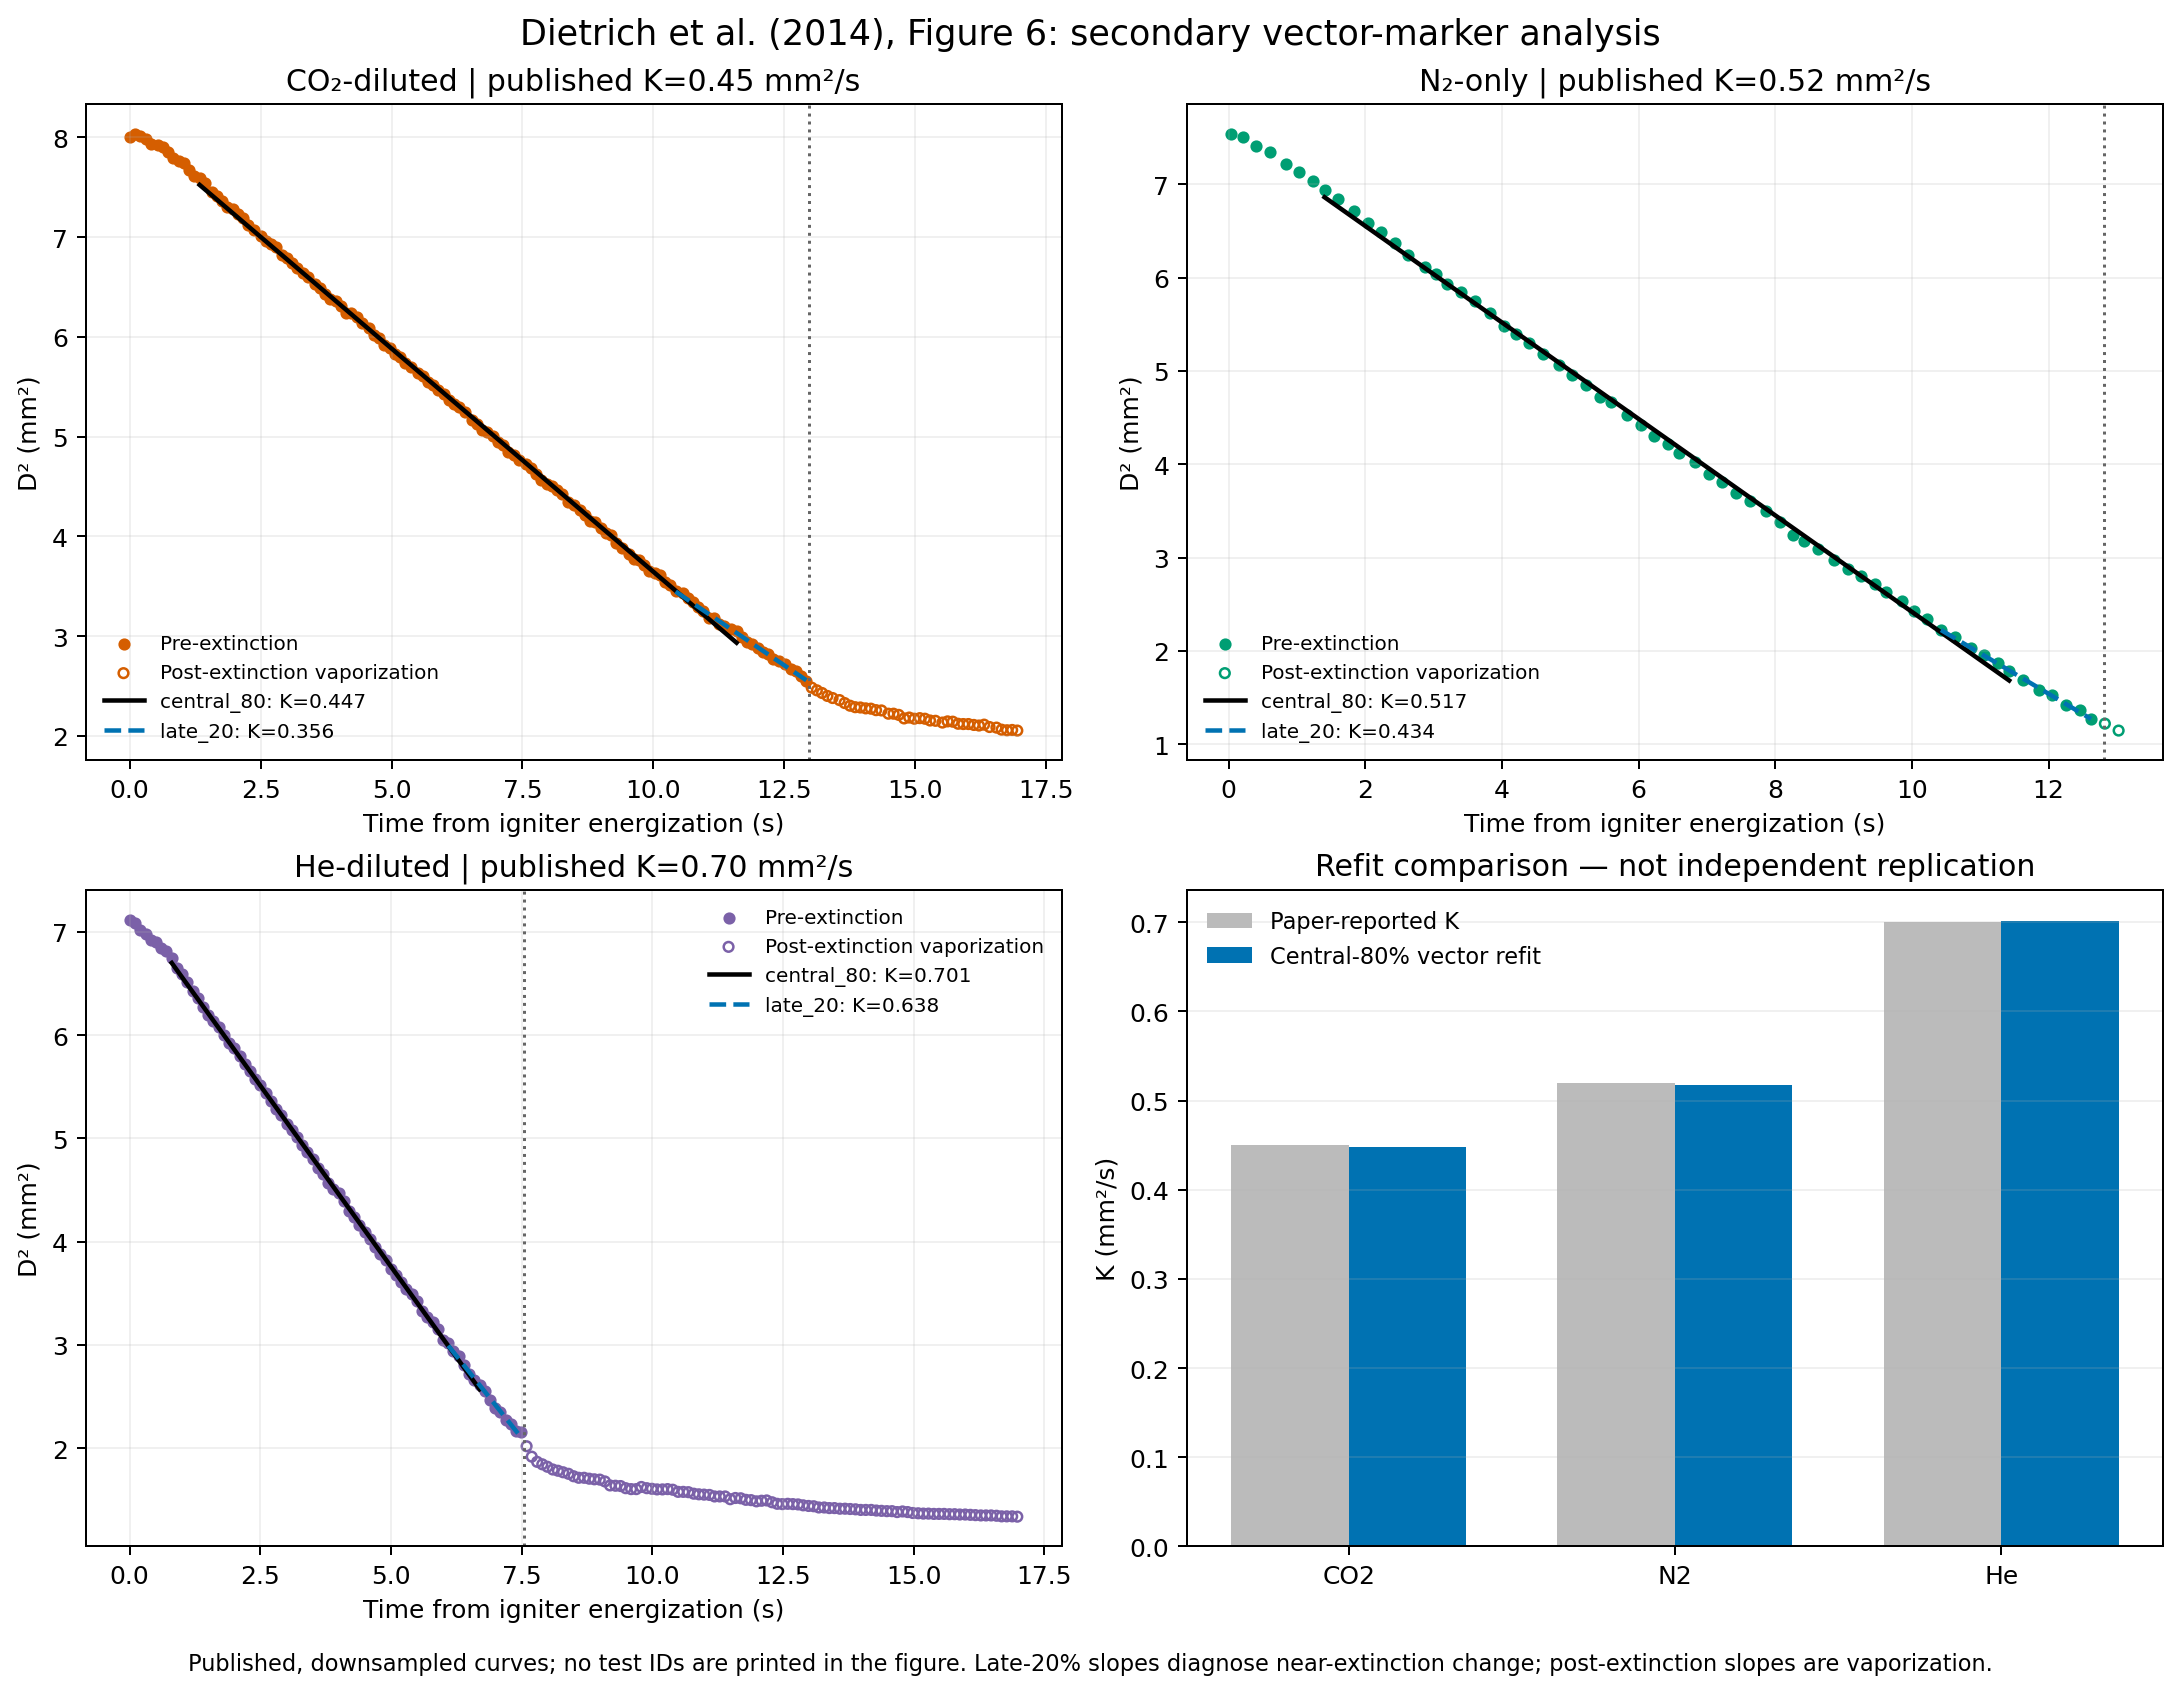 Dietrich et al. (2014), Figure 6: secondary vector-marker analysis
CO₂-diluted | published K=0.45 mm²/s
D² (mm²)
8
7
6
5
4
3
2
Pre-extinction
Post-extinction vaporization
central_80: K=0.447
late_20: K=0.356
0.0 2.5 5.0 7.5 10.0 12.5 15.0 17.5
Time from igniter energization (s)
N₂-only | published K=0.52 mm²/s
D² (mm²)
7
6
5
4
3
2
1
Pre-extinction
Post-extinction vaporization
central_80: K=0.517
late_20: K=0.434
0 2 4 6 8 10 12
Time from igniter energization (s)
He-diluted | published K=0.70 mm²/s
D² (mm²)
7
6
5
4
3
2
Pre-extinction
Post-extinction vaporization
central_80: K=0.701
late_20: K=0.638
0.0 2.5 5.0 7.5 10.0 12.5 15.0 17.5
Time from igniter energization (s)
Refit comparison — not independent replication
K (mm²/s)
0.7
0.6
0.5
0.4
0.3
0.2
0.1
0.0
Paper-reported K
Central-80% vector refit
CO2 N2 He
Published, downsampled curves; no test IDs are printed in the figure. Late-20% slopes diagnose near-extinction change; post-extinction slopes are vaporization.